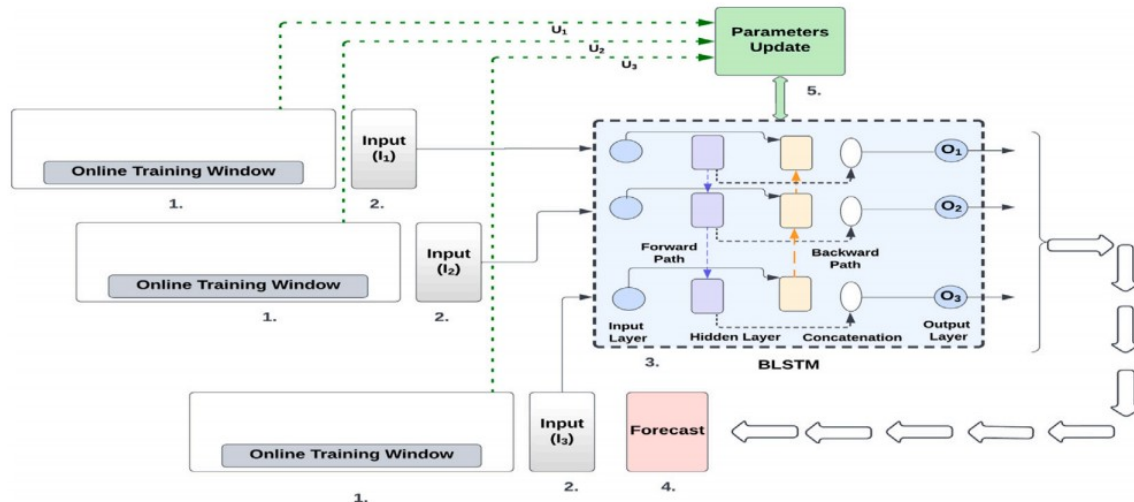 Parameters
Update
U₁
U₂
U₃
5.
Input
(I₁)
Online Training Window
1.
2.
O₁
O₂
Input
(I₂)
Forward
Path
Backward
Path
Online Training Window
1.
2.
O₃
Input
Layer
Hidden Layer
Concatenation
Output
Layer
3.
BLSTM
Input
(I₃)
Forecast
Online Training Window
1.
2.
4.